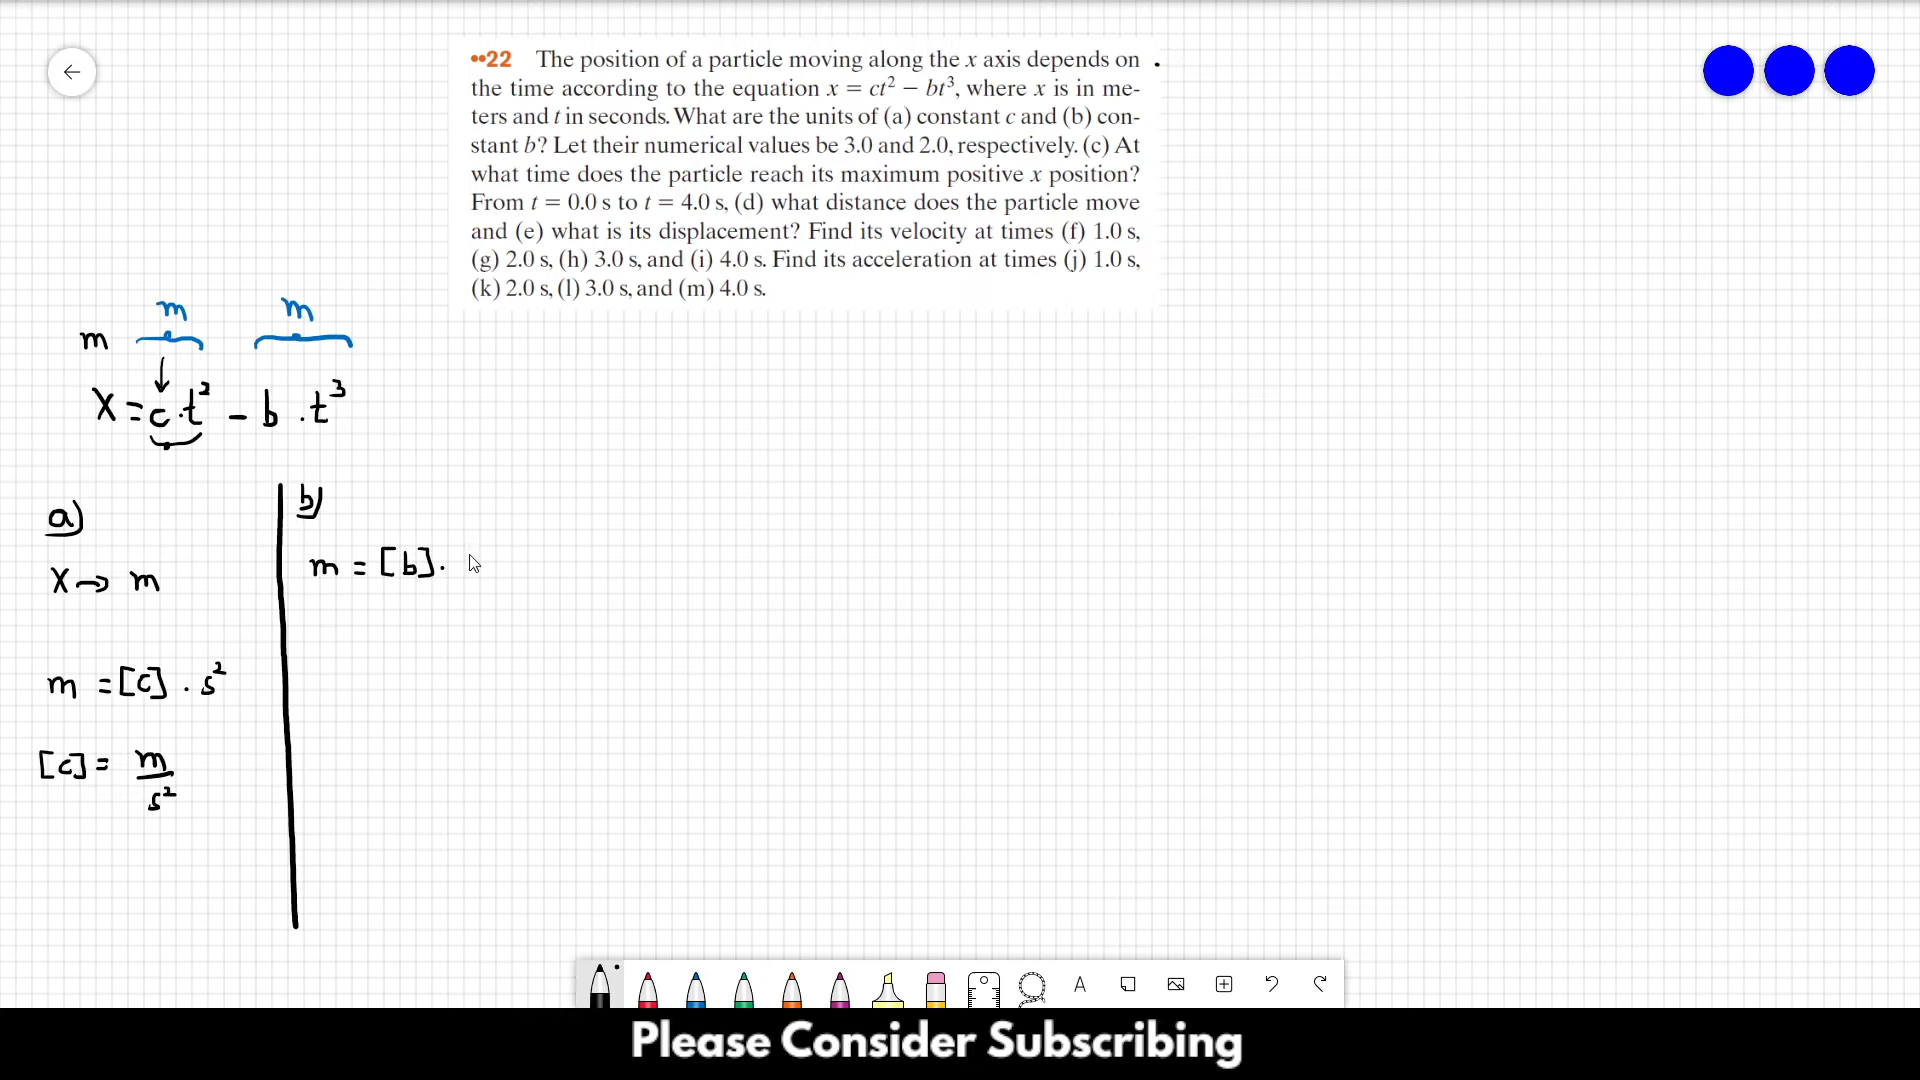 ••22 The position of a particle moving along the x axis depends on
the time according to the equation x = ct² − bt³, where x is in me-
ters and t in seconds. What are the units of (a) constant c and (b) con-
stant b? Let their numerical values be 3.0 and 2.0, respectively. (c) At
what time does the particle reach its maximum positive x position?
From t = 0.0 s to t = 4.0 s, (d) what distance does the particle move
and (e) what is its displacement? Find its velocity at times (f) 1.0 s,
(g) 2.0 s, (h) 3.0 s, and (i) 4.0 s. Find its acceleration at times (j) 1.0 s,
(k) 2.0 s, (l) 3.0 s, and (m) 4.0 s.
m m
m
x = c·t² − b·t³
a)
x → m
m = [c] · s²
[c] = m
s²
b)
m = [b] ·
A
Please Consider Subscribing